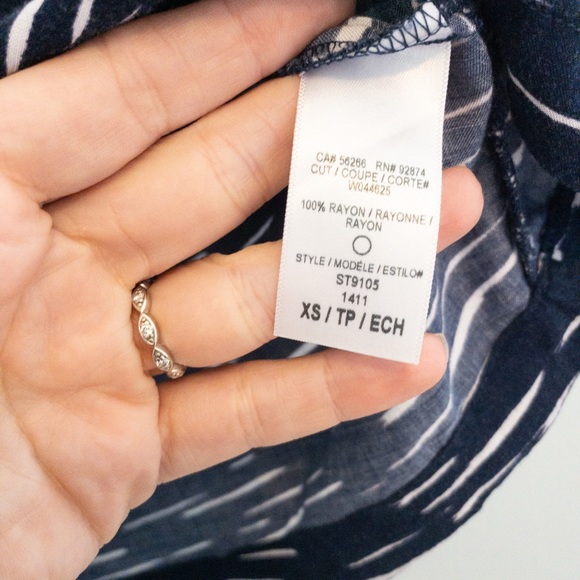 CA# 56266 RN# 92874
CUT / COUPE / CORTE#
W044625
100% RAYON / RAYONNE /
RAYON
STYLE / MODÈLE / ESTILO#
ST9105
1411
XS / TP / ECH